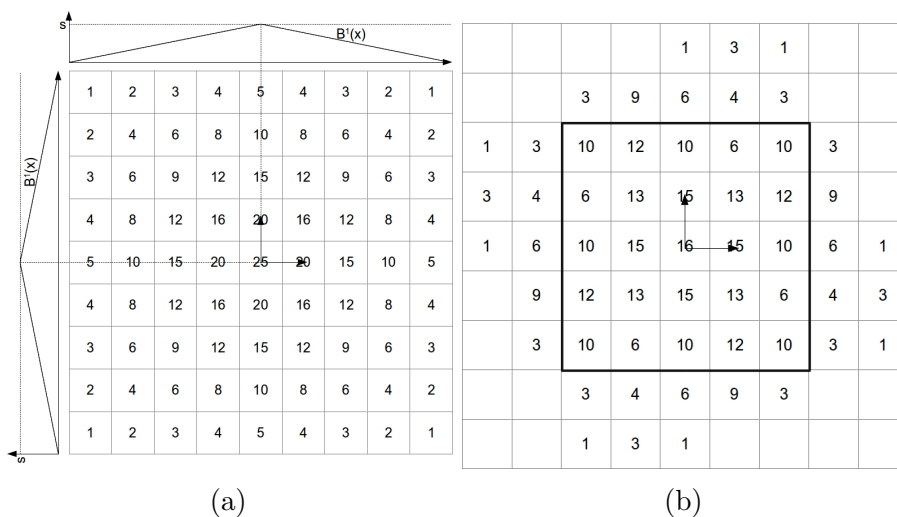 s B¹(x)
1 3 1
1 2 3 4 5 4 3 2 1
3 9 6 4 3
2 4 6 8 10 8 6 4 2
1 3 10 12 10 6 10 3
B¹(x)
3 6 9 12 15 12 9 6 3
3 4 6 13 15 13 12 9
4 8 12 16 20 16 12 8 4
1 6 10 15 16 15 10 6 1
5 10 15 20 25 20 15 10 5
9 12 13 15 13 6 4 3
4 8 12 16 20 16 12 8 4
3 10 6 10 12 10 3 1
3 6 9 12 15 12 9 6 3
3 4 6 9 3
2 4 6 8 10 8 6 4 2
1 3 1
1 2 3 4 5 4 3 2 1
s
(a) (b)